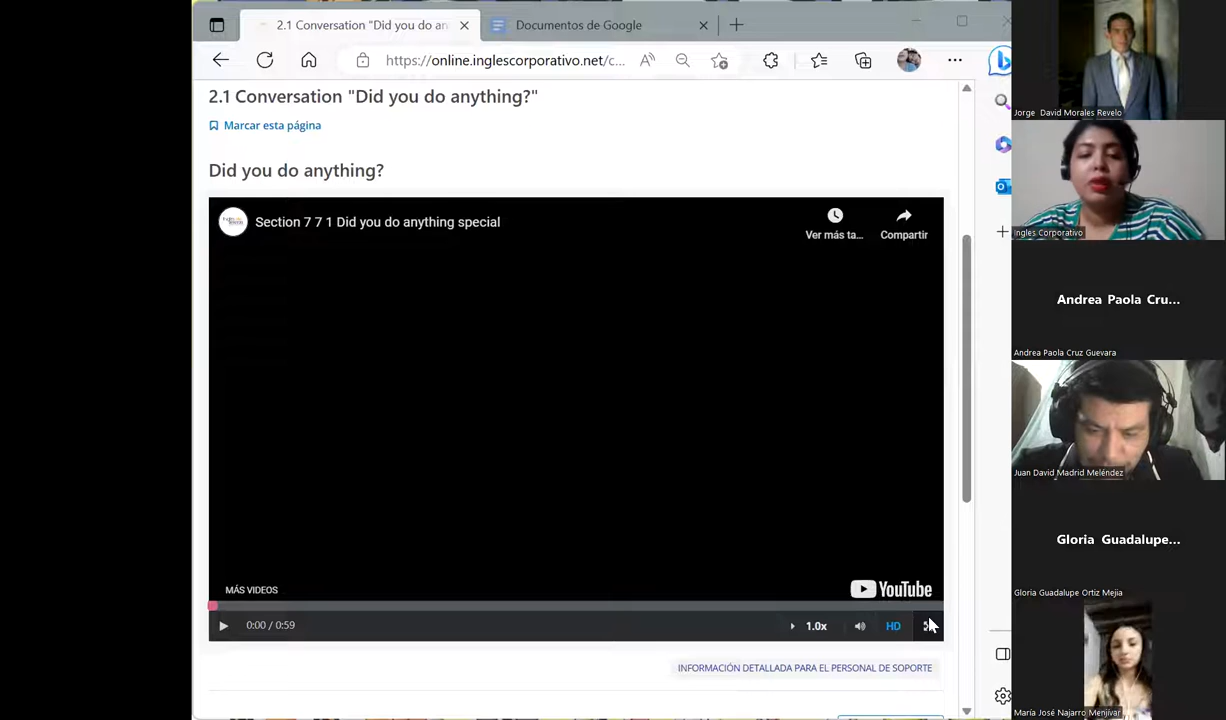 2.1 Conversation "Did you do an
Documentos de Google
https://online.inglescorporativo.net/c...
2.1 Conversation "Did you do anything?"
Marcar esta página
Did you do anything?
Section 7 7 1 Did you do anything special
Ver más ta...
Compartir
MÁS VIDEOS
YouTube
0:00 / 0:59
1.0x
HD
INFORMACIÓN DETALLADA PARA EL PERSONAL DE SOPORTE
Jorge David Morales Revelo
Ingles Corporativo
Andrea Paola Cru...
Andrea Paola Cruz Guevara
Juan David Madrid Meléndez
Gloria Guadalupe...
Gloria Guadalupe Ortiz Mejia
María José Najarro Menjívar